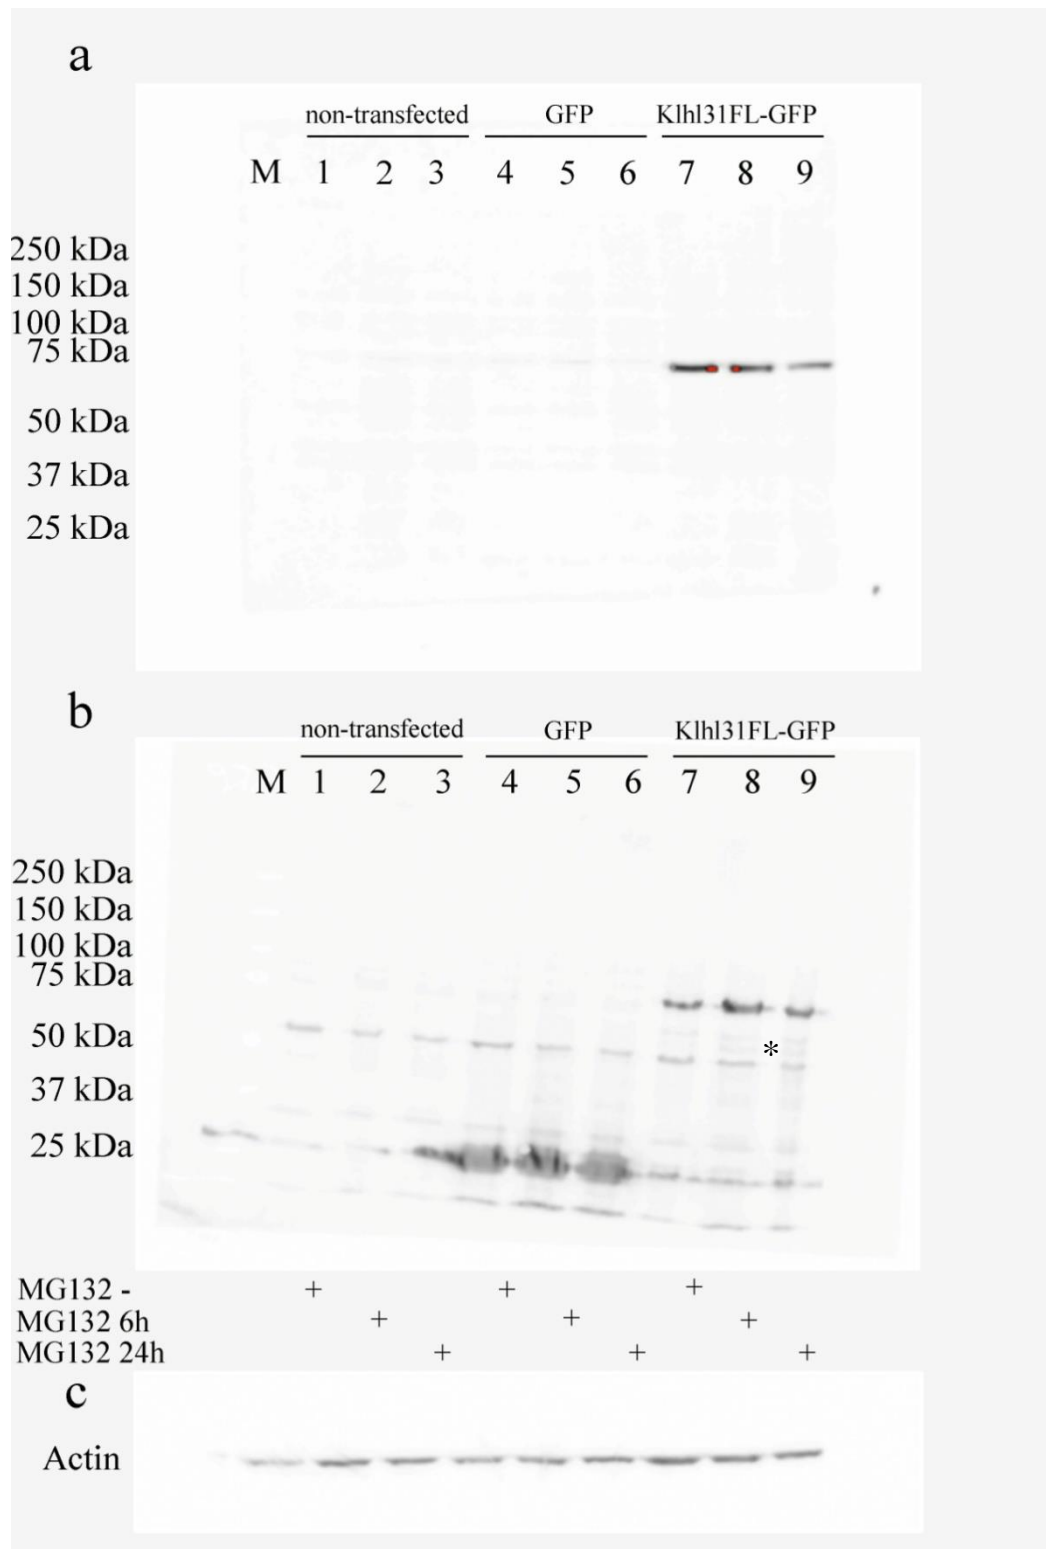 a
non-transfected GFP Klhl31FL-GFP
M 1 2 3 4 5 6 7 8 9
250 kDa
150 kDa
100 kDa
75 kDa
50 kDa
37 kDa
25 kDa
b
non-transfected GFP Klhl31FL-GFP
M 1 2 3 4 5 6 7 8 9
250 kDa
150 kDa
100 kDa
75 kDa
50 kDa
*
37 kDa
25 kDa
MG132 - + + +
MG132 6h + + +
MG132 24h + + +
c
Actin